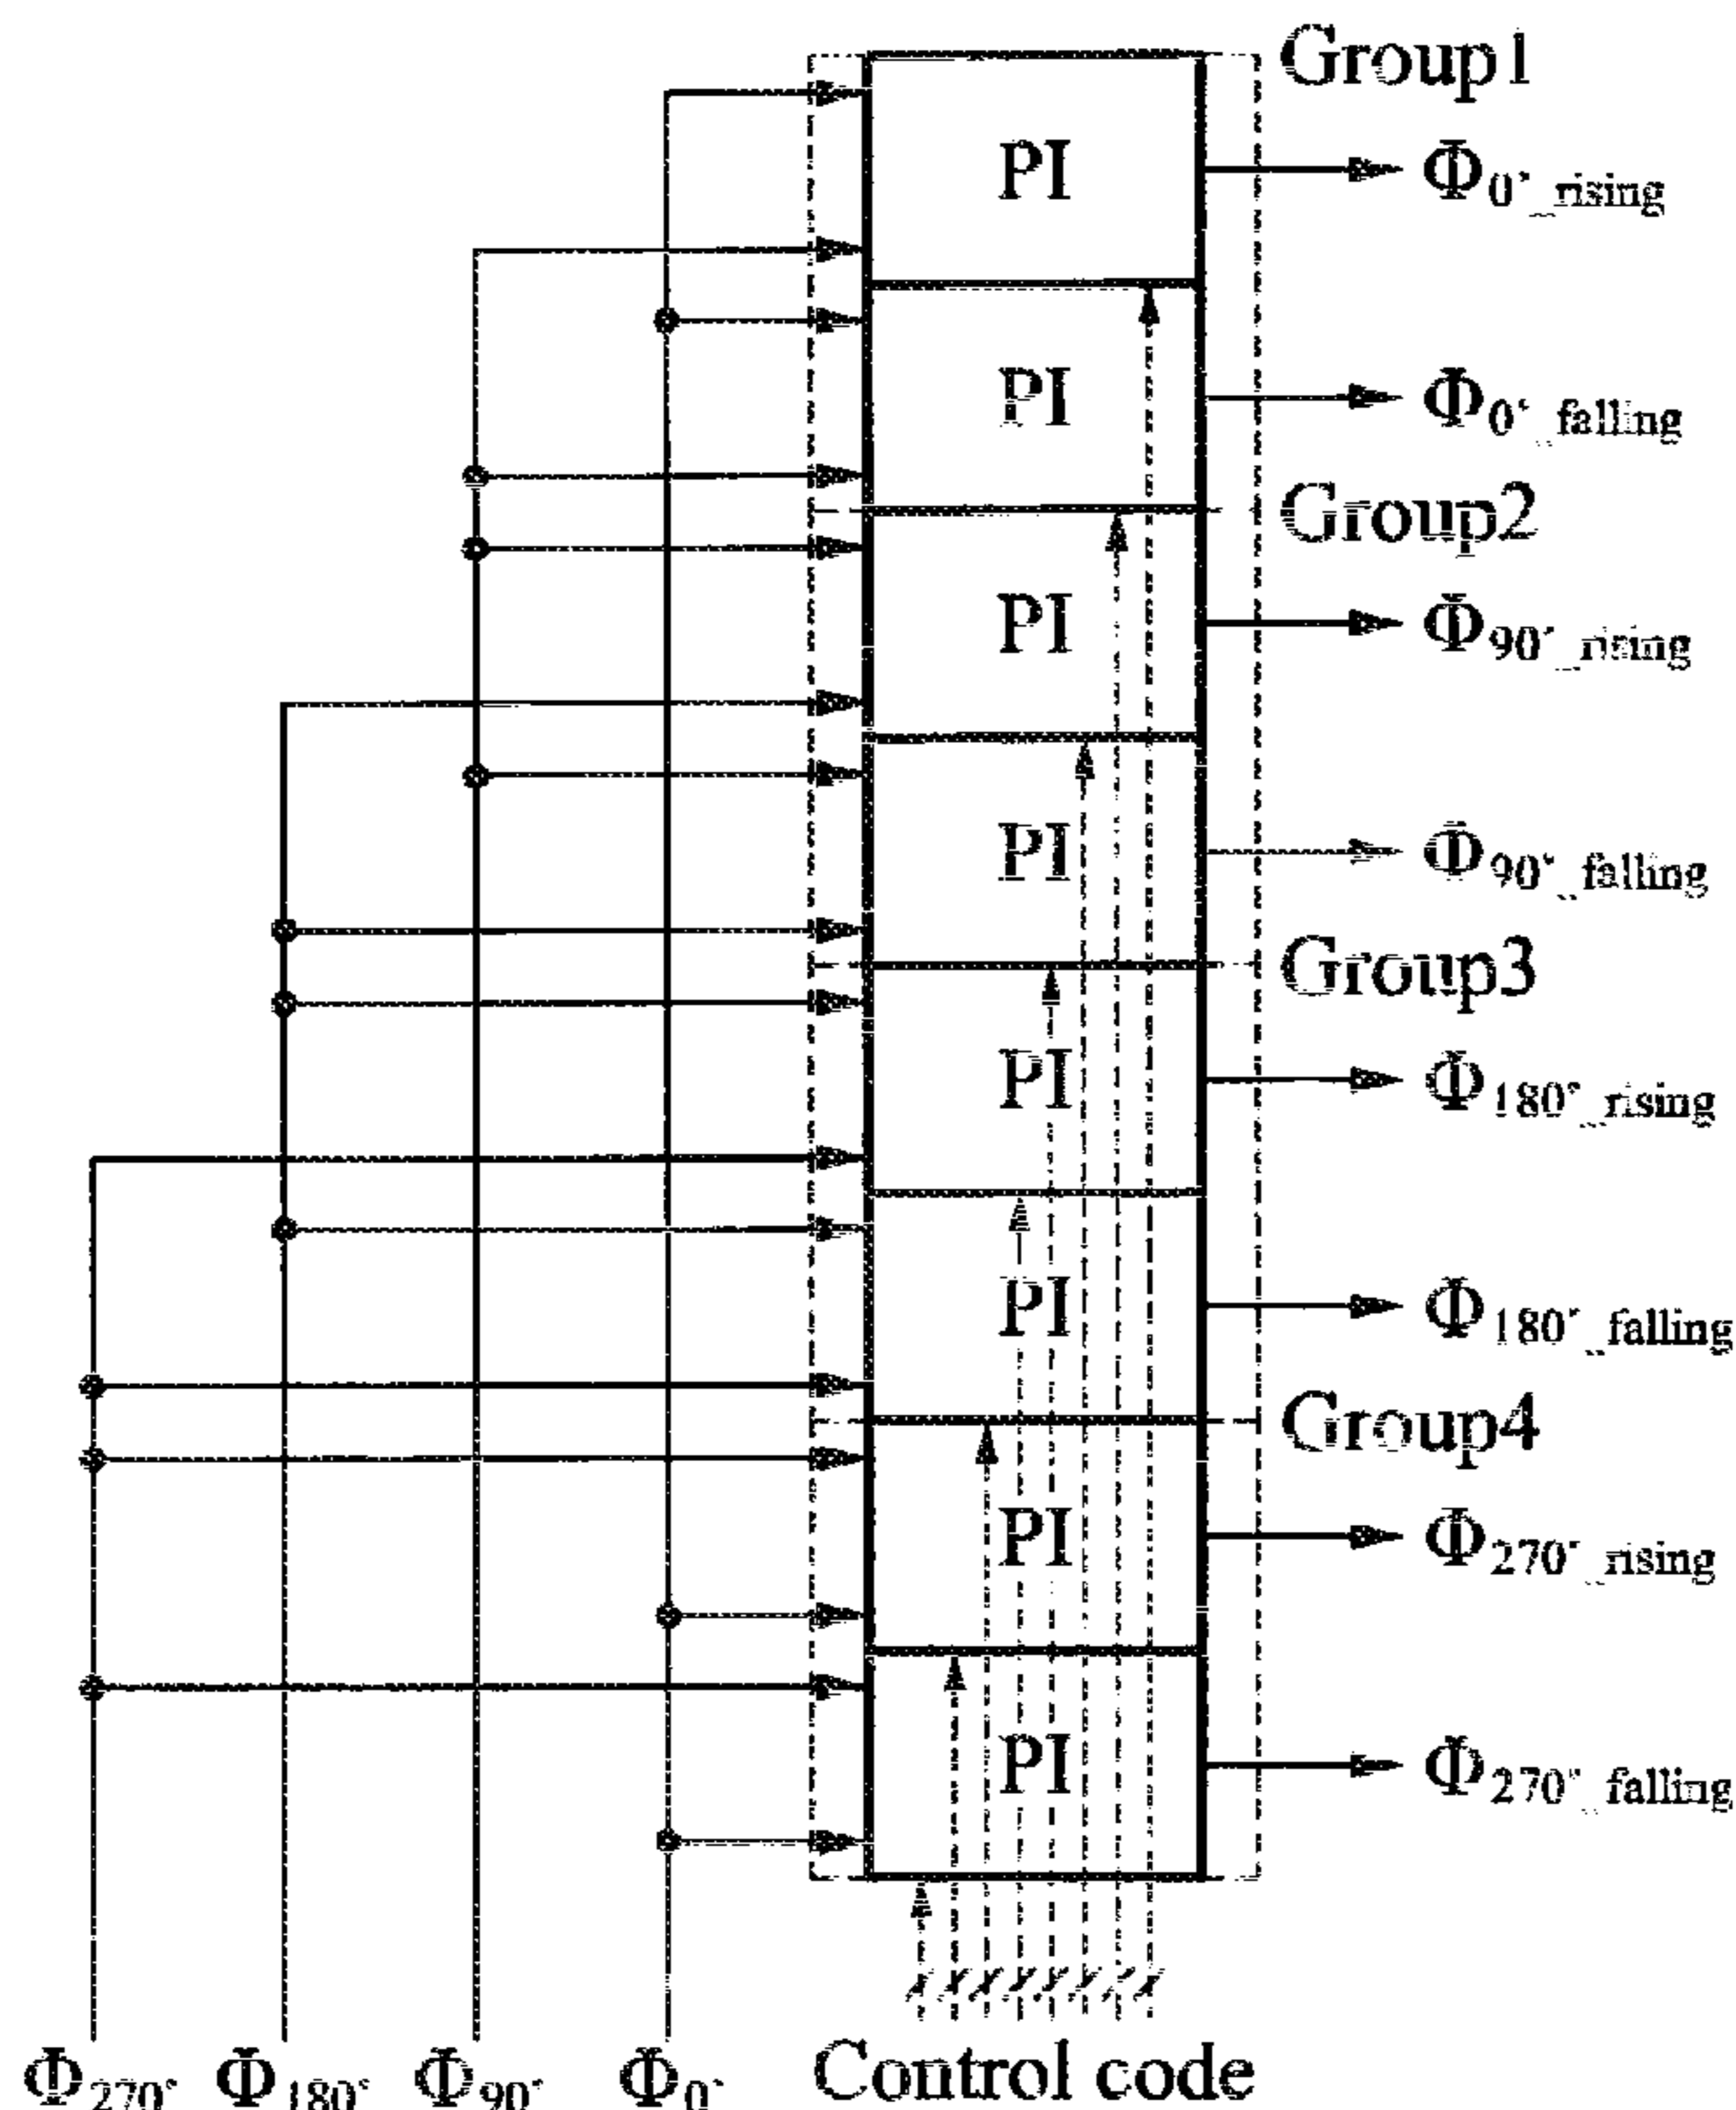 Group1
PI
Φ0°_rising
PI
Φ0°_falling
Group2
PI
Φ90°_rising
PI
Φ90°_falling
Group3
PI
Φ180°_rising
PI
Φ180°_falling
Group4
PI
Φ270°_rising
PI
Φ270°_falling
Φ270° Φ180° Φ90° Φ0° Control code